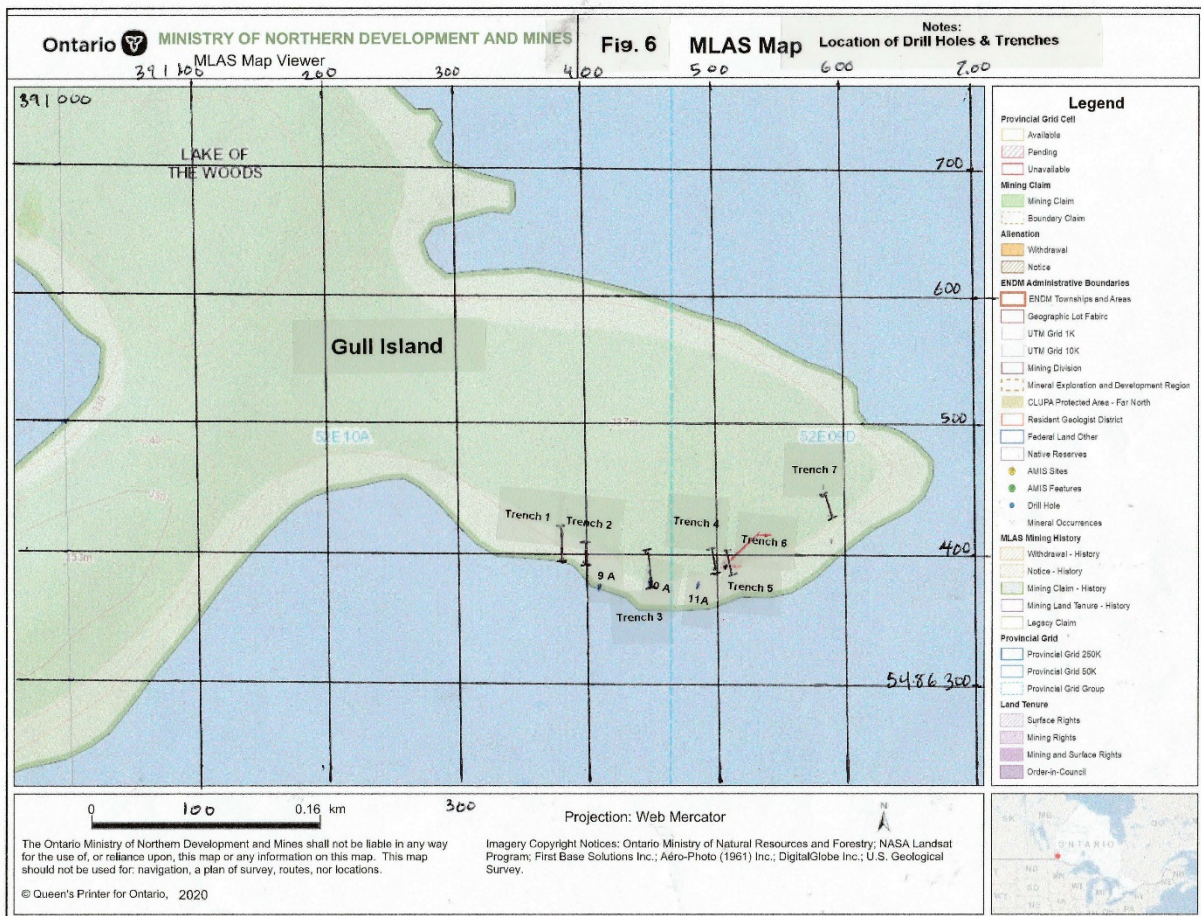 Ontario
MINISTRY OF NORTHERN DEVELOPMENT AND MINES
MLAS Map Viewer
Fig. 6 MLAS Map
Notes:
Location of Drill Holes & Trenches
391 100 200 300 400 500 600 700
391 000
LAKE OF
THE WOODS
700
600
Gull Island
500
52E10A
52E09D
Trench 7
Trench 1
Trench 2
Trench 4
400
Trench 6
9 A
10 A
11A
Trench 5
Trench 3
153m
5486 300
Legend
Provincial Grid Cell
Available
Pending
Unavailable
Mining Claim
Mining Claim
Boundary Claim
Alienation
Withdrawal
Notice
ENDM Administrative Boundaries
ENDM Townships and Areas
Geographic Lot Fabirc
UTM Grid 1K
UTM Grid 10K
Mining Division
Mineral Exploration and Development Region
CLUPA Protected Area - Far North
Resident Geologist District
Federal Land Other
Native Reserves
AMIS Sites
AMIS Features
Drill Hole
Mineral Occurrences
MLAS Mining History
Withdrawal - History
Notice - History
Mining Claim - History
Mining Land Tenure - History
Legacy Claim
Provincial Grid
Provincial Grid 250K
Provincial Grid 50K
Provincial Grid Group
Land Tenure
Surface Rights
Mining Rights
Mining and Surface Rights
Order-in-Council
0 100 0.16 km 300
Projection: Web Mercator
N
The Ontario Ministry of Northern Development and Mines shall not be liable in any way
for the use of, or reliance upon, this map or any information on this map. This map
should not be used for: navigation, a plan of survey, routes, nor locations.
© Queen's Printer for Ontario, 2020
Imagery Copyright Notices: Ontario Ministry of Natural Resources and Forestry; NASA Landsat
Program; First Base Solutions Inc.; Aéro-Photo (1961) Inc.; DigitalGlobe Inc.; U.S. Geological
Survey.
ONTARIO